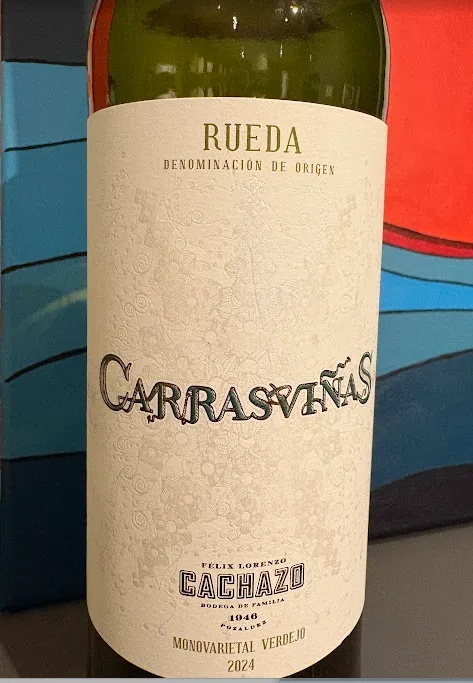 RUEDA
DENOMINACIÓN DE ORIGEN
CARRASVIÑAS
FÉLIX LORENZO
CACHAZO
BODEGA DE FAMILIA
1946
POZALDEZ
MONOVARIETAL VERDEJO
2024